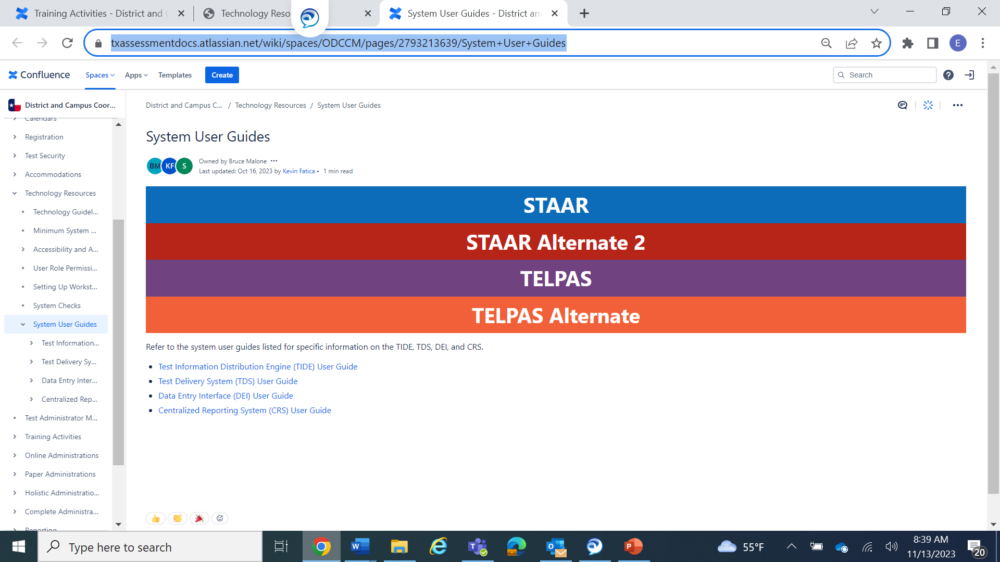 Training Activities - District and
Technology Reso
System User Guides - District an
txassessmentdocs.atlassian.net/wiki/spaces/ODCCM/pages/2793213639/System+User+Guides
E
Confluence
Spaces
Apps
Templates
Create
Search
District and Campus Coor...
District and Campus C... / Technology Resources / System User Guides
Calendars
Registration
Test Security
Accommodations
Technology Resources
Technology Guidel...
Minimum System ...
Accessibility and A...
User Role Permissi...
Setting Up Workst...
System Checks
System User Guides
Test Information...
Test Delivery Sy...
Data Entry Inter...
Centralized Rep...
Test Administrator M...
Training Activities
Online Administrations
Paper Administrations
Holistic Administratio...
Complete Administra...
Reporting
System User Guides
BM KF S
Owned by Bruce Malone •••
Last updated: Oct 16, 2023 by Kevin Fatica • 1 min read
STAAR
STAAR Alternate 2
TELPAS
TELPAS Alternate
Refer to the system user guides listed for specific information on the TIDE, TDS, DEI, and CRS.
• Test Information Distribution Engine (TIDE) User Guide
• Test Delivery System (TDS) User Guide
• Data Entry Interface (DEI) User Guide
• Centralized Reporting System (CRS) User Guide
Type here to search
55°F
8:39 AM
11/13/2023
20